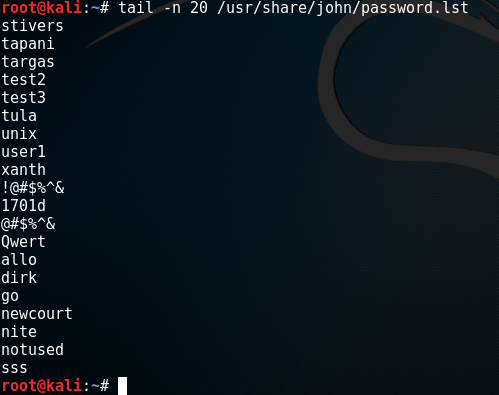 root@kali:~# tail -n 20 /usr/share/john/password.lst
stivers
tapani
targas
test2
test3
tula
unix
user1
xanth
!@#$%^&
1701d
@#$%^&
Qwert
allo
dirk
go
newcourt
nite
notused
sss
root@kali:~#